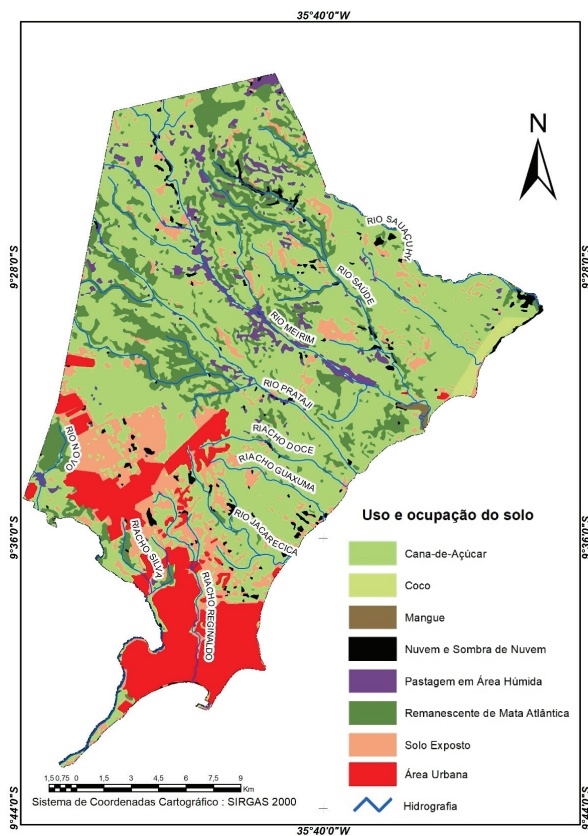 35°40'0"W
N
9°28'0"S
9°28'0"S
RIO SAUAÇUHY
RIO SAÚDE
RIO MEIRIM
RIO PRATAJI
RIO NOVO
RIACHO DOCE
RIACHO GUAXUMA
RIO JACARECICA
RIACHO SILVA
RIACHO REGINALDO
9°36'0"S
9°36'0"S
Uso e ocupação do solo
Cana-de-Açúcar
Coco
Mangue
Nuvem e Sombra de Nuvem
Pastagem em Área Húmida
Remanescente de Mata Atlântica
Solo Exposto
Área Urbana
Hidrografia
1,5 0,75 0 1,5 3 4,5 6 7,5 9
Km
Sistema de Coordenadas Cartográfico : SIRGAS 2000
9°44'0"S
9°44'0"S
35°40'0"W